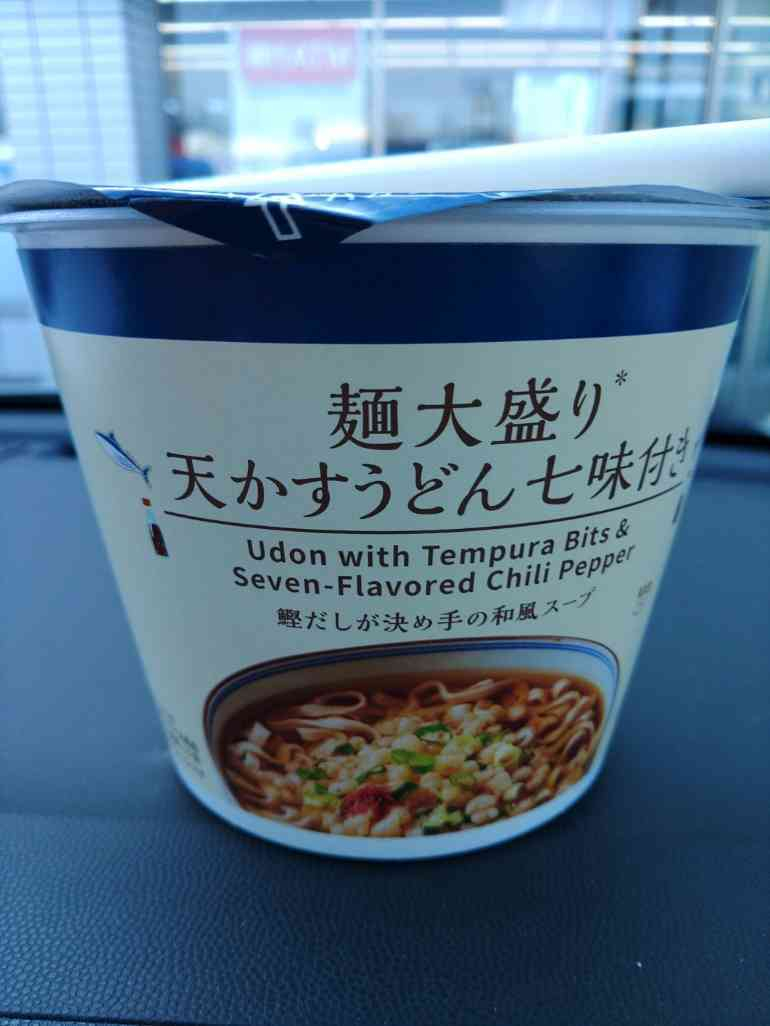 麺大盛り*
天かすうどん 七味付き
Udon with Tempura Bits &
Seven-Flavored Chili Pepper
鰹だしが決め手の和風スープ